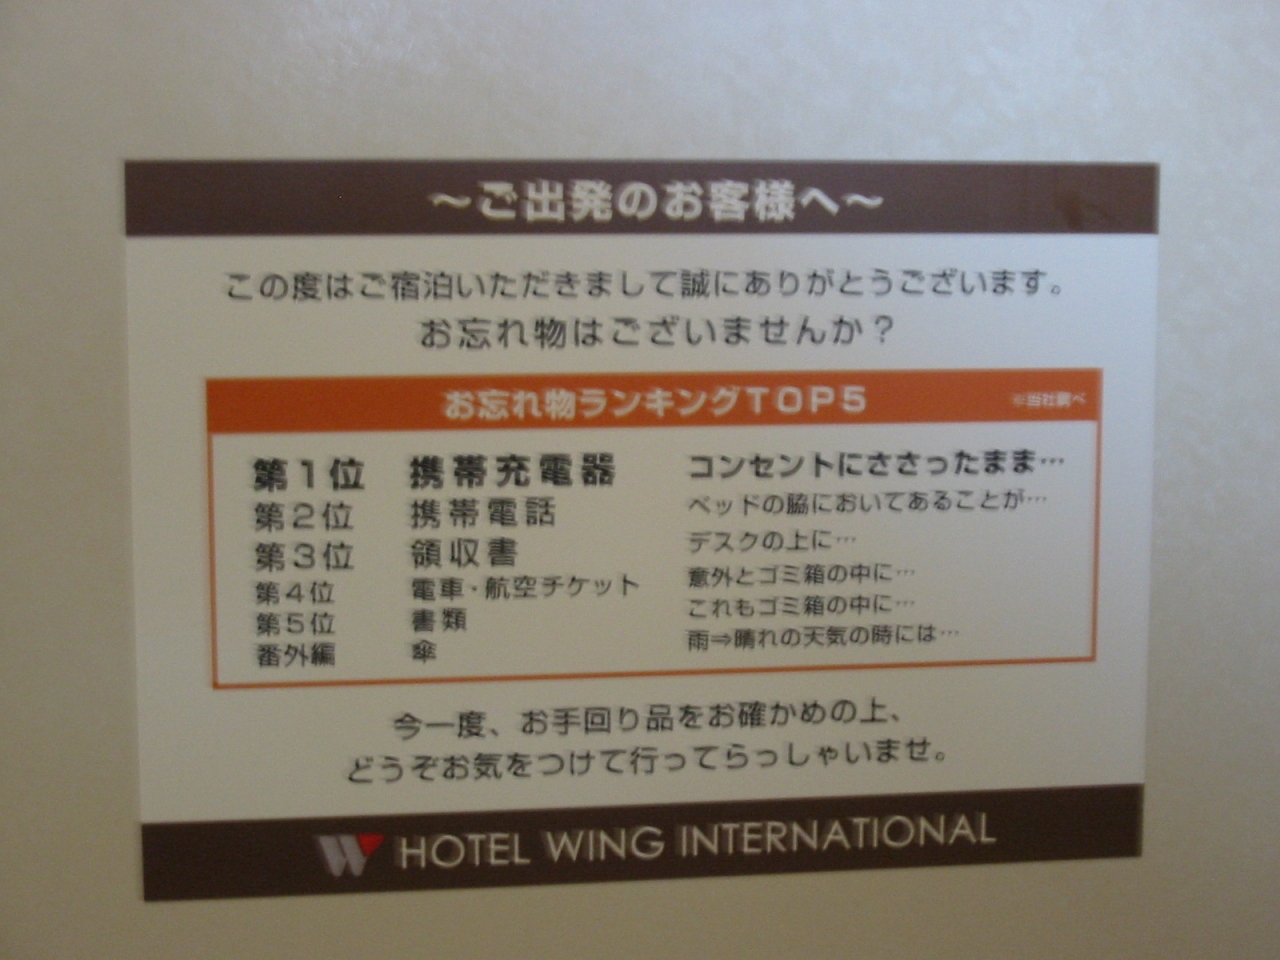 ～ご出発のお客様へ～
この度はご宿泊いただきまして誠にありがとうございます。
お忘れ物はございませんか？
お忘れ物ランキングTOP5
第1位 携帯充電器 コンセントにささったまま…
第2位 携帯電話 ベッドの脇においてあることが…
第3位 領収書 デスクの上に…
第4位 電車・航空チケット 意外とゴミ箱の中に…
第5位 書類 これもゴミ箱の中に…
番外編 傘 雨⇒晴れの天気の時には…
今一度、お手回り品をお確かめの上、
どうぞお気をつけて行ってらっしゃいませ。
HOTEL WING INTERNATIONAL